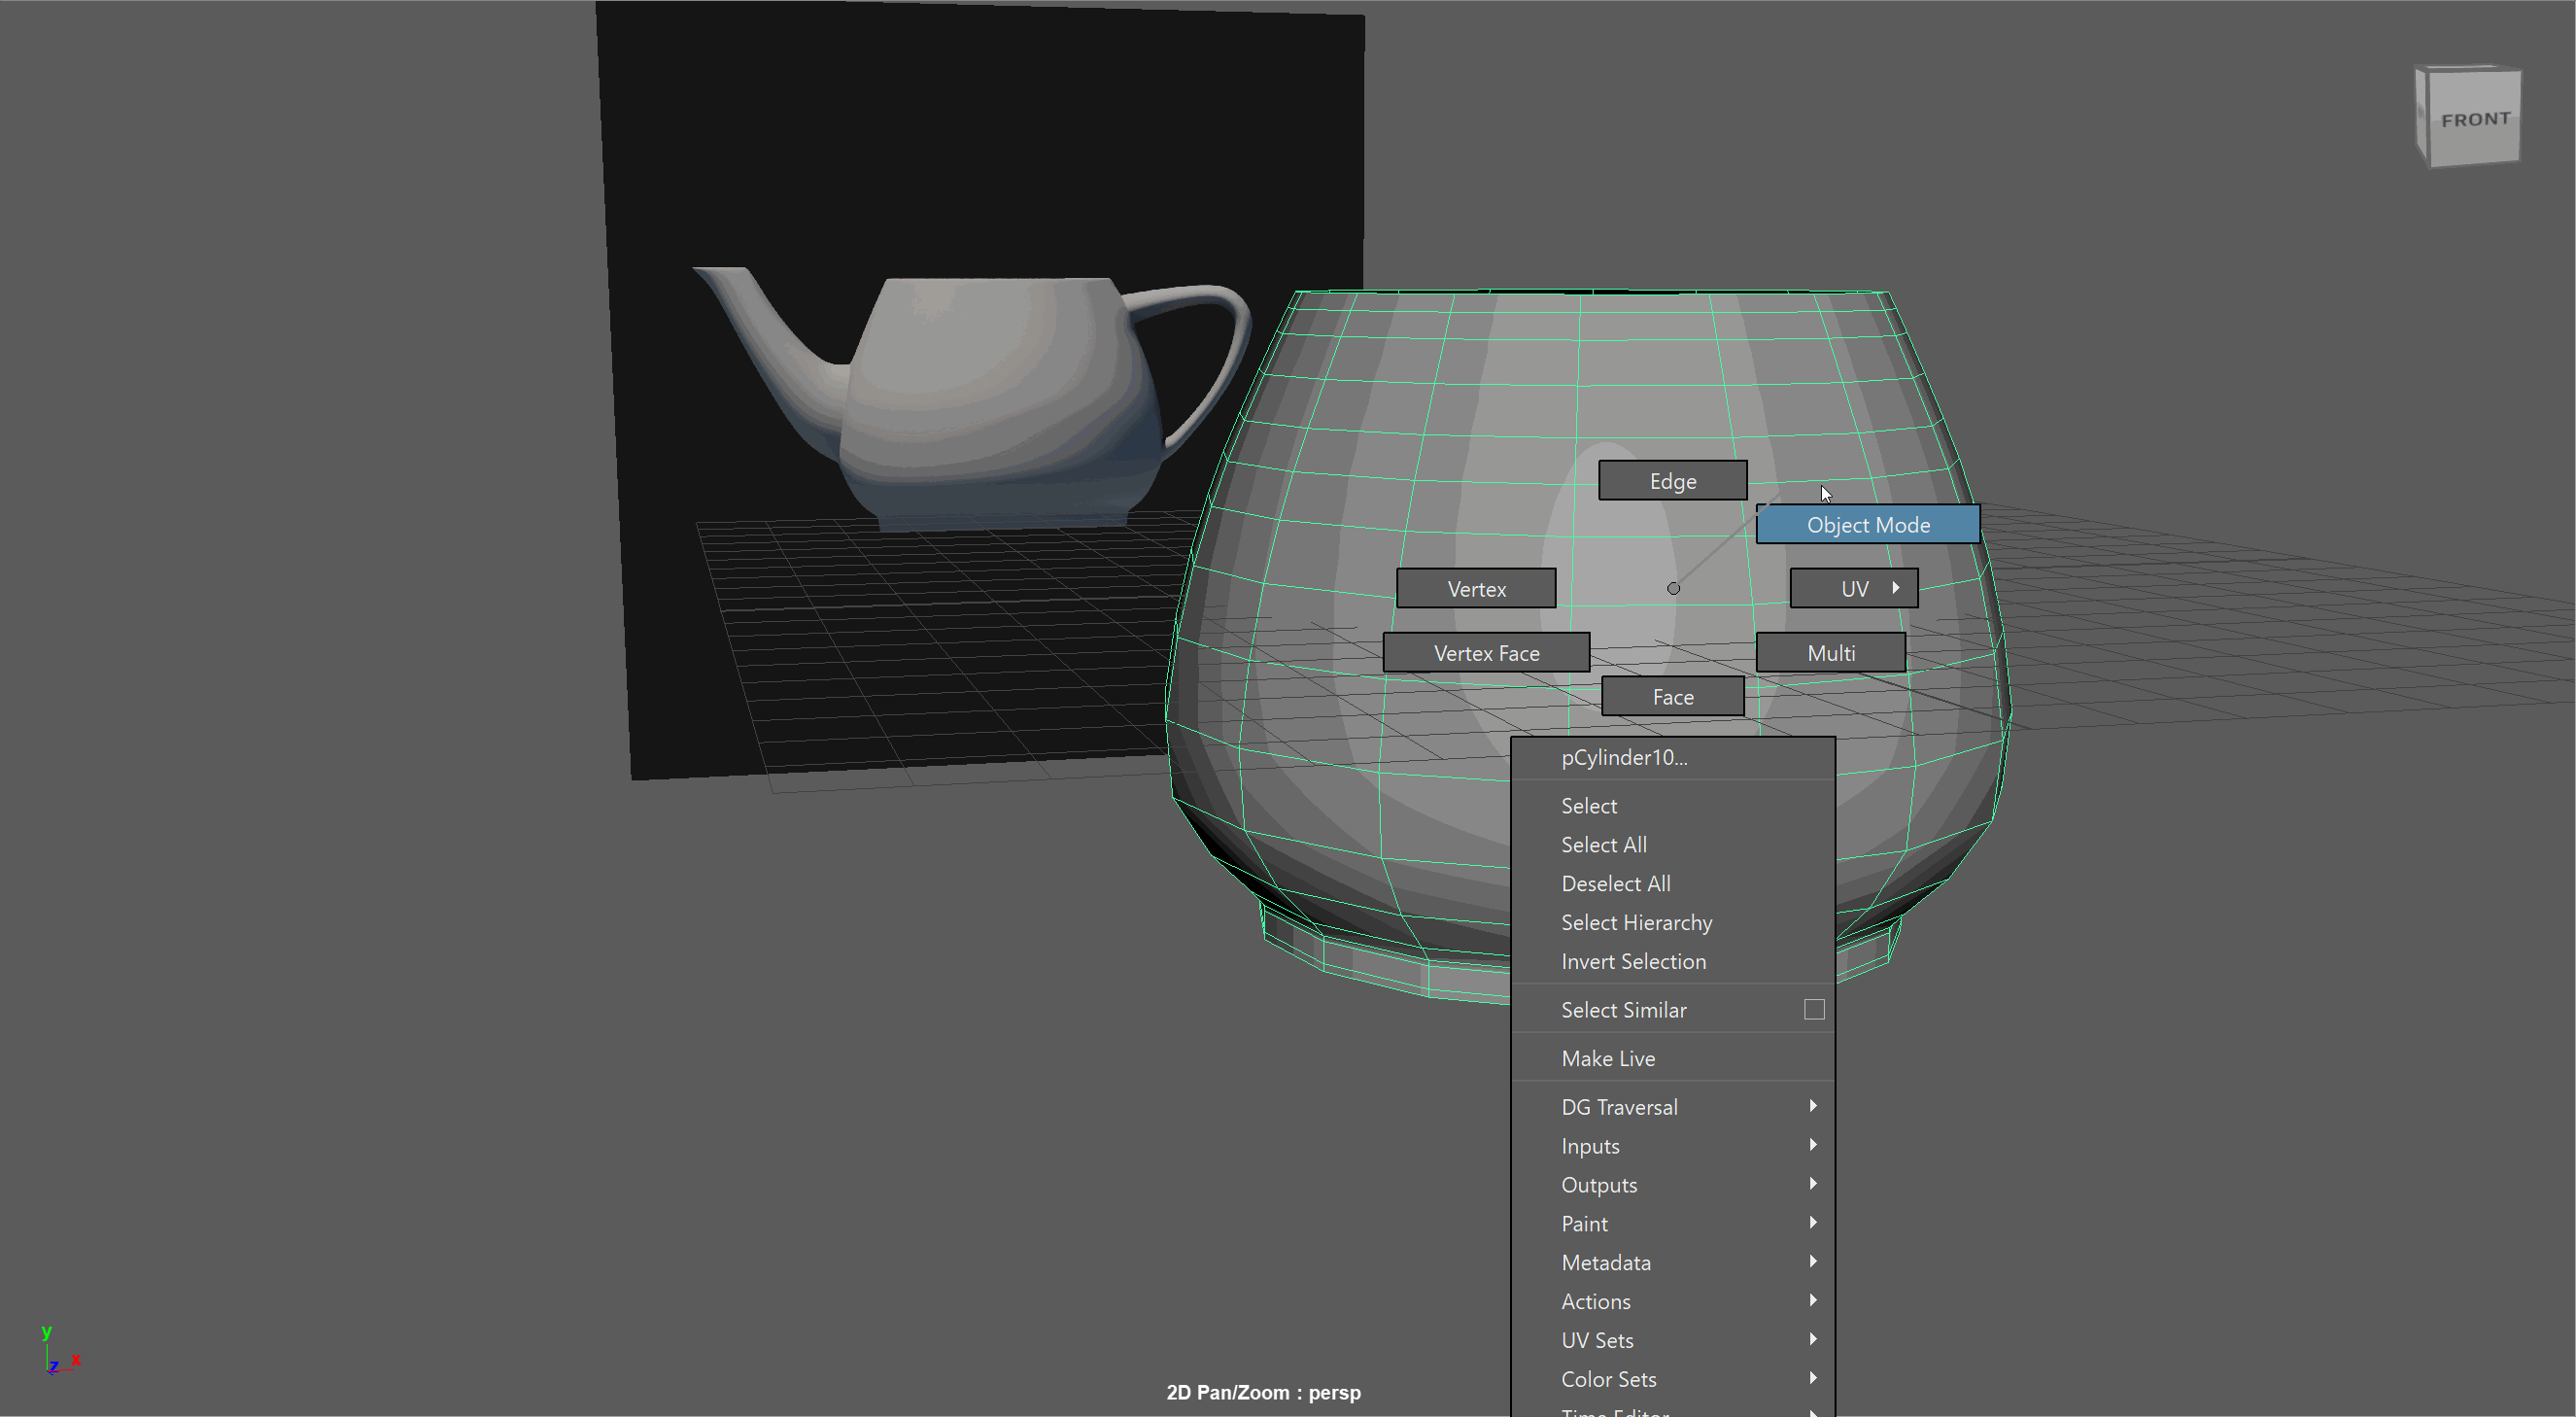 FRONT
Edge
Object Mode
Vertex
UV
Vertex Face
Multi
Face
pCylinder10...
Select
Select All
Deselect All
Select Hierarchy
Invert Selection
Select Similar
Make Live
DG Traversal
Inputs
Outputs
Paint
Metadata
Actions
UV Sets
Color Sets
Time Editor
y
z x
2D Pan/Zoom : persp